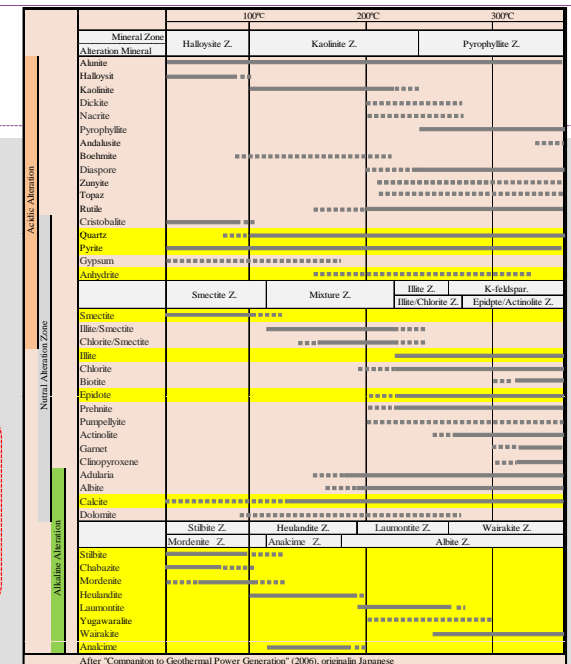 100ºC 200ºC 300ºC
Mineral Zone
Alteration Mineral
Halloysite Z. Kaolinite Z. Pyrophyllite Z.
Alunite
Halloysit
Kaolinite
Dickite
Nacrite
Pyrophyllite
Andalusite
Boehmite
Diaspore
Zunyite
Topaz
Rutile
Cristobalite
Quartz
Pyrite
Gypsum
Anhydrite
Acidic Alteration
Smectite Z. Mixture Z. Illite Z. K-feldspar.
Illite/Chlorite Z. Epidpte/Actinolite Z.
Smectite
Illite/Smectite
Chlorite/Smectite
Illite
Chlorite
Biotite
Epidote
Prehnite
Pumpellyite
Actinolite
Garnet
Clinopyroxene
Adularia
Albite
Calcite
Dolomite
Nutral Alteration Zone
Stilbite Z. Heulandite Z. Laumontite Z. Wairakite Z.
Mordenite Z. Analcime Z. Albite Z.
Stilbite
Chabazite
Mordenite
Heulandite
Laumontite
Yugawaralite
Wairakite
Analcime
Alkaline Alteration
After "Companiton to Geothermal Power Generation" (2006), originalin Japanese